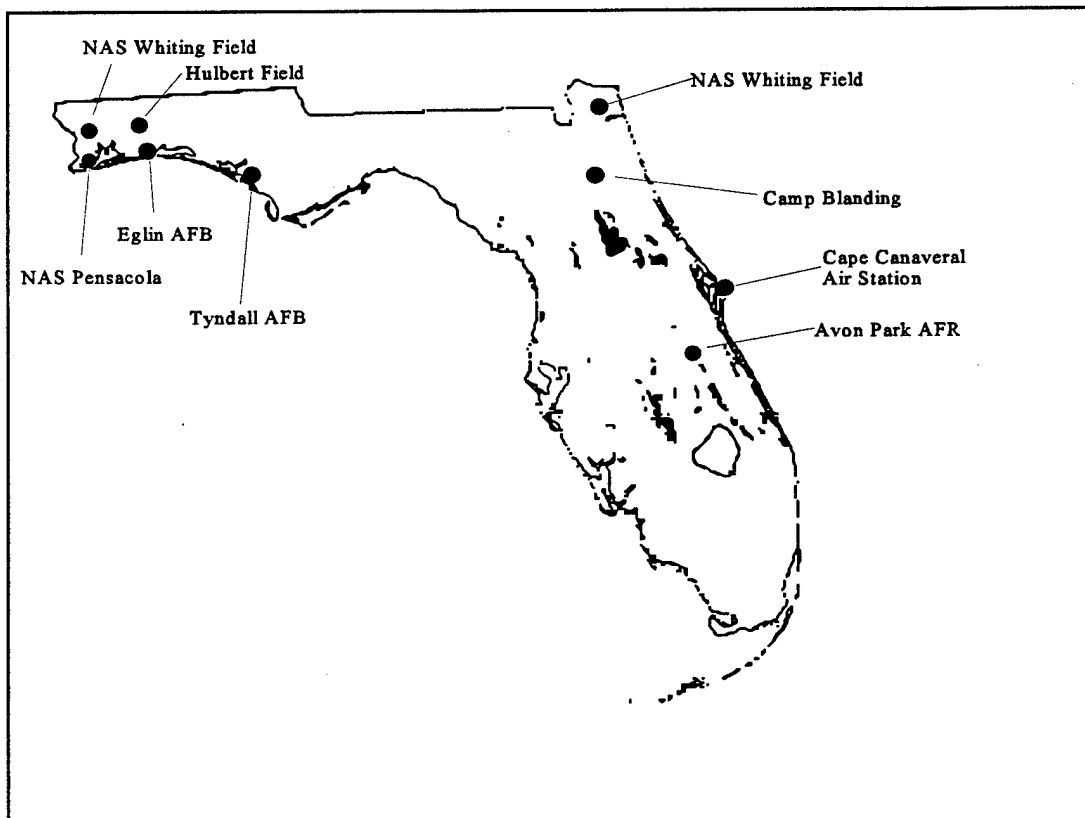 NAS Whiting Field
Hulbert Field
NAS Whiting Field
Camp Blanding
Cape Canaveral
Air Station
Eglin AFB
NAS Pensacola
Tyndall AFB
Avon Park AFR